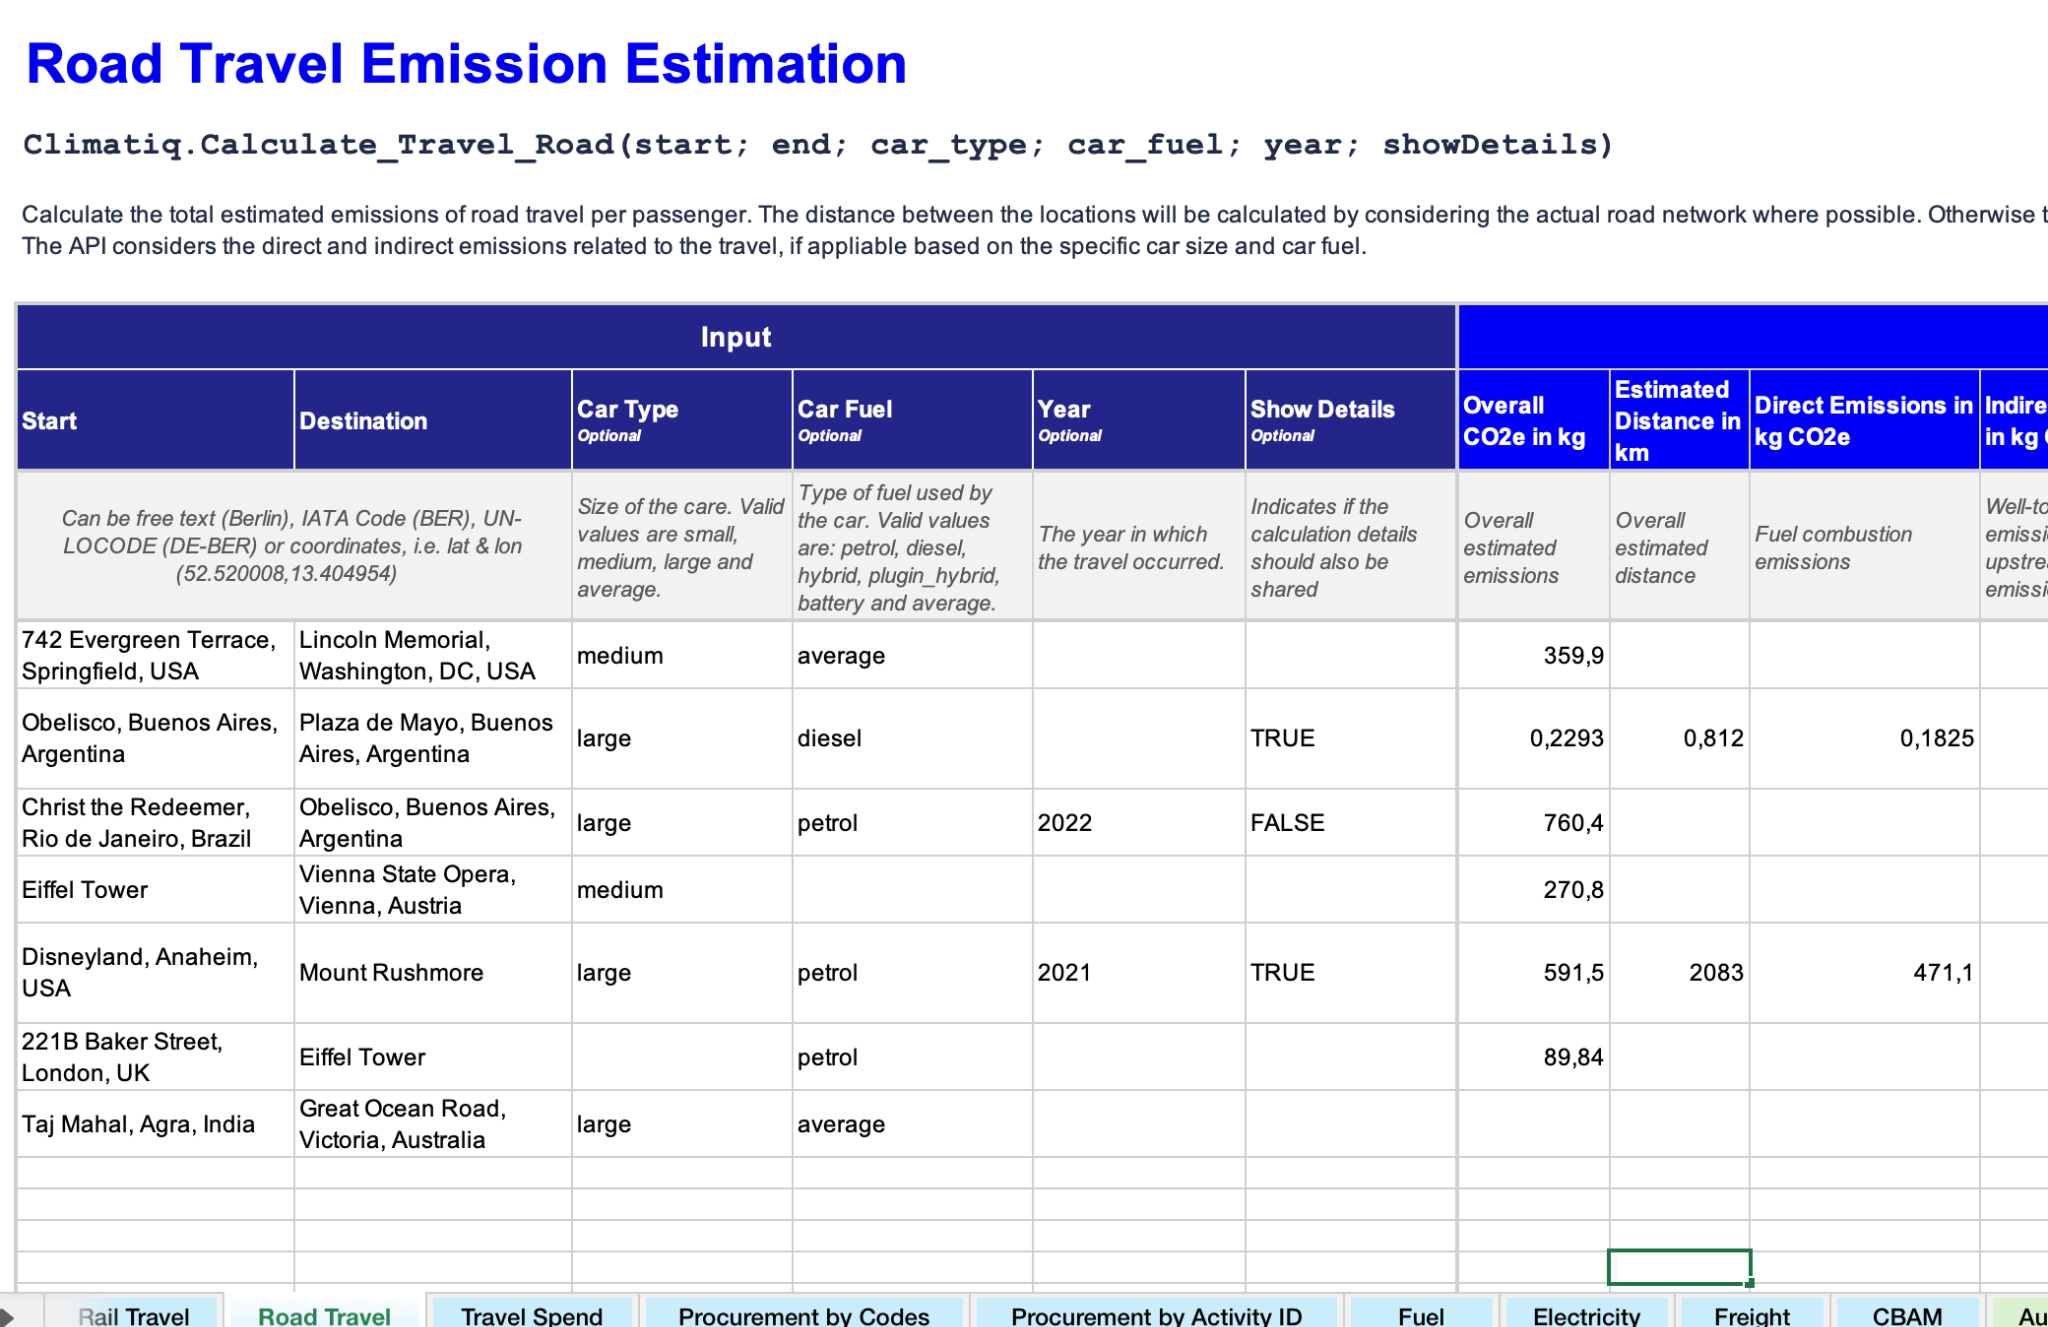 Road Travel Emission Estimation
Climatiq.Calculate_Travel_Road(start; end; car_type; car_fuel; year; showDetails)
Calculate the total estimated emissions of road travel per passenger. The distance between the locations will be calculated by considering the actual road network where possible. Otherwise
The API considers the direct and indirect emissions related to the travel, if appliable based on the specific car size and car fuel.
Input
Start
Destination
Car Type
Optional
Car Fuel
Optional
Year
Optional
Show Details
Optional
Overall
CO2e in kg
Estimated
Distance in
km
Direct Emissions in
kg CO2e
Indire
in kg
Can be free text (Berlin), IATA Code (BER), UN-
LOCODE (DE-BER) or coordinates, i.e. lat & lon
(52.520008,13.404954)
Size of the care. Valid
values are small,
medium, large and
average.
Type of fuel used by
the car. Valid values
are: petrol, diesel,
hybrid, plugin_hybrid,
battery and average.
The year in which
the travel occurred.
Indicates if the
calculation details
should also be
shared
Overall
estimated
emissions
Overall
estimated
distance
Fuel combustion
emissions
Well-to
emissi
upstre
emissi
742 Evergreen Terrace,
Springfield, USA
Lincoln Memorial,
Washington, DC, USA
medium
average
359,9
Obelisco, Buenos Aires,
Argentina
Plaza de Mayo, Buenos
Aires, Argentina
large
diesel
TRUE
0,2293
0,812
0,1825
Christ the Redeemer,
Rio de Janeiro, Brazil
Obelisco, Buenos Aires,
Argentina
large
petrol
2022
FALSE
760,4
Eiffel Tower
Vienna State Opera,
Vienna, Austria
medium
270,8
Disneyland, Anaheim,
USA
Mount Rushmore
large
petrol
2021
TRUE
591,5
2083
471,1
221B Baker Street,
London, UK
Eiffel Tower
petrol
89,84
Taj Mahal, Agra, India
Great Ocean Road,
Victoria, Australia
large
average
Rail Travel
Road Travel
Travel Spend
Procurement by Codes
Procurement by Activity ID
Fuel
Electricity
Freight
CBAM
Au